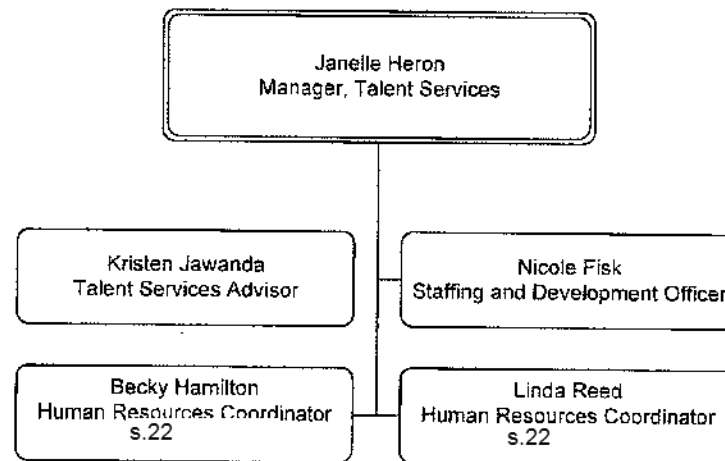 Janelle Heron
Manager, Talent Services
Kristen Jawanda
Talent Services Advisor
Nicole Fisk
Staffing and Development Officer
Becky Hamilton
Human Resources Coordinator
s.22
Linda Reed
Human Resources Coordinator
s.22